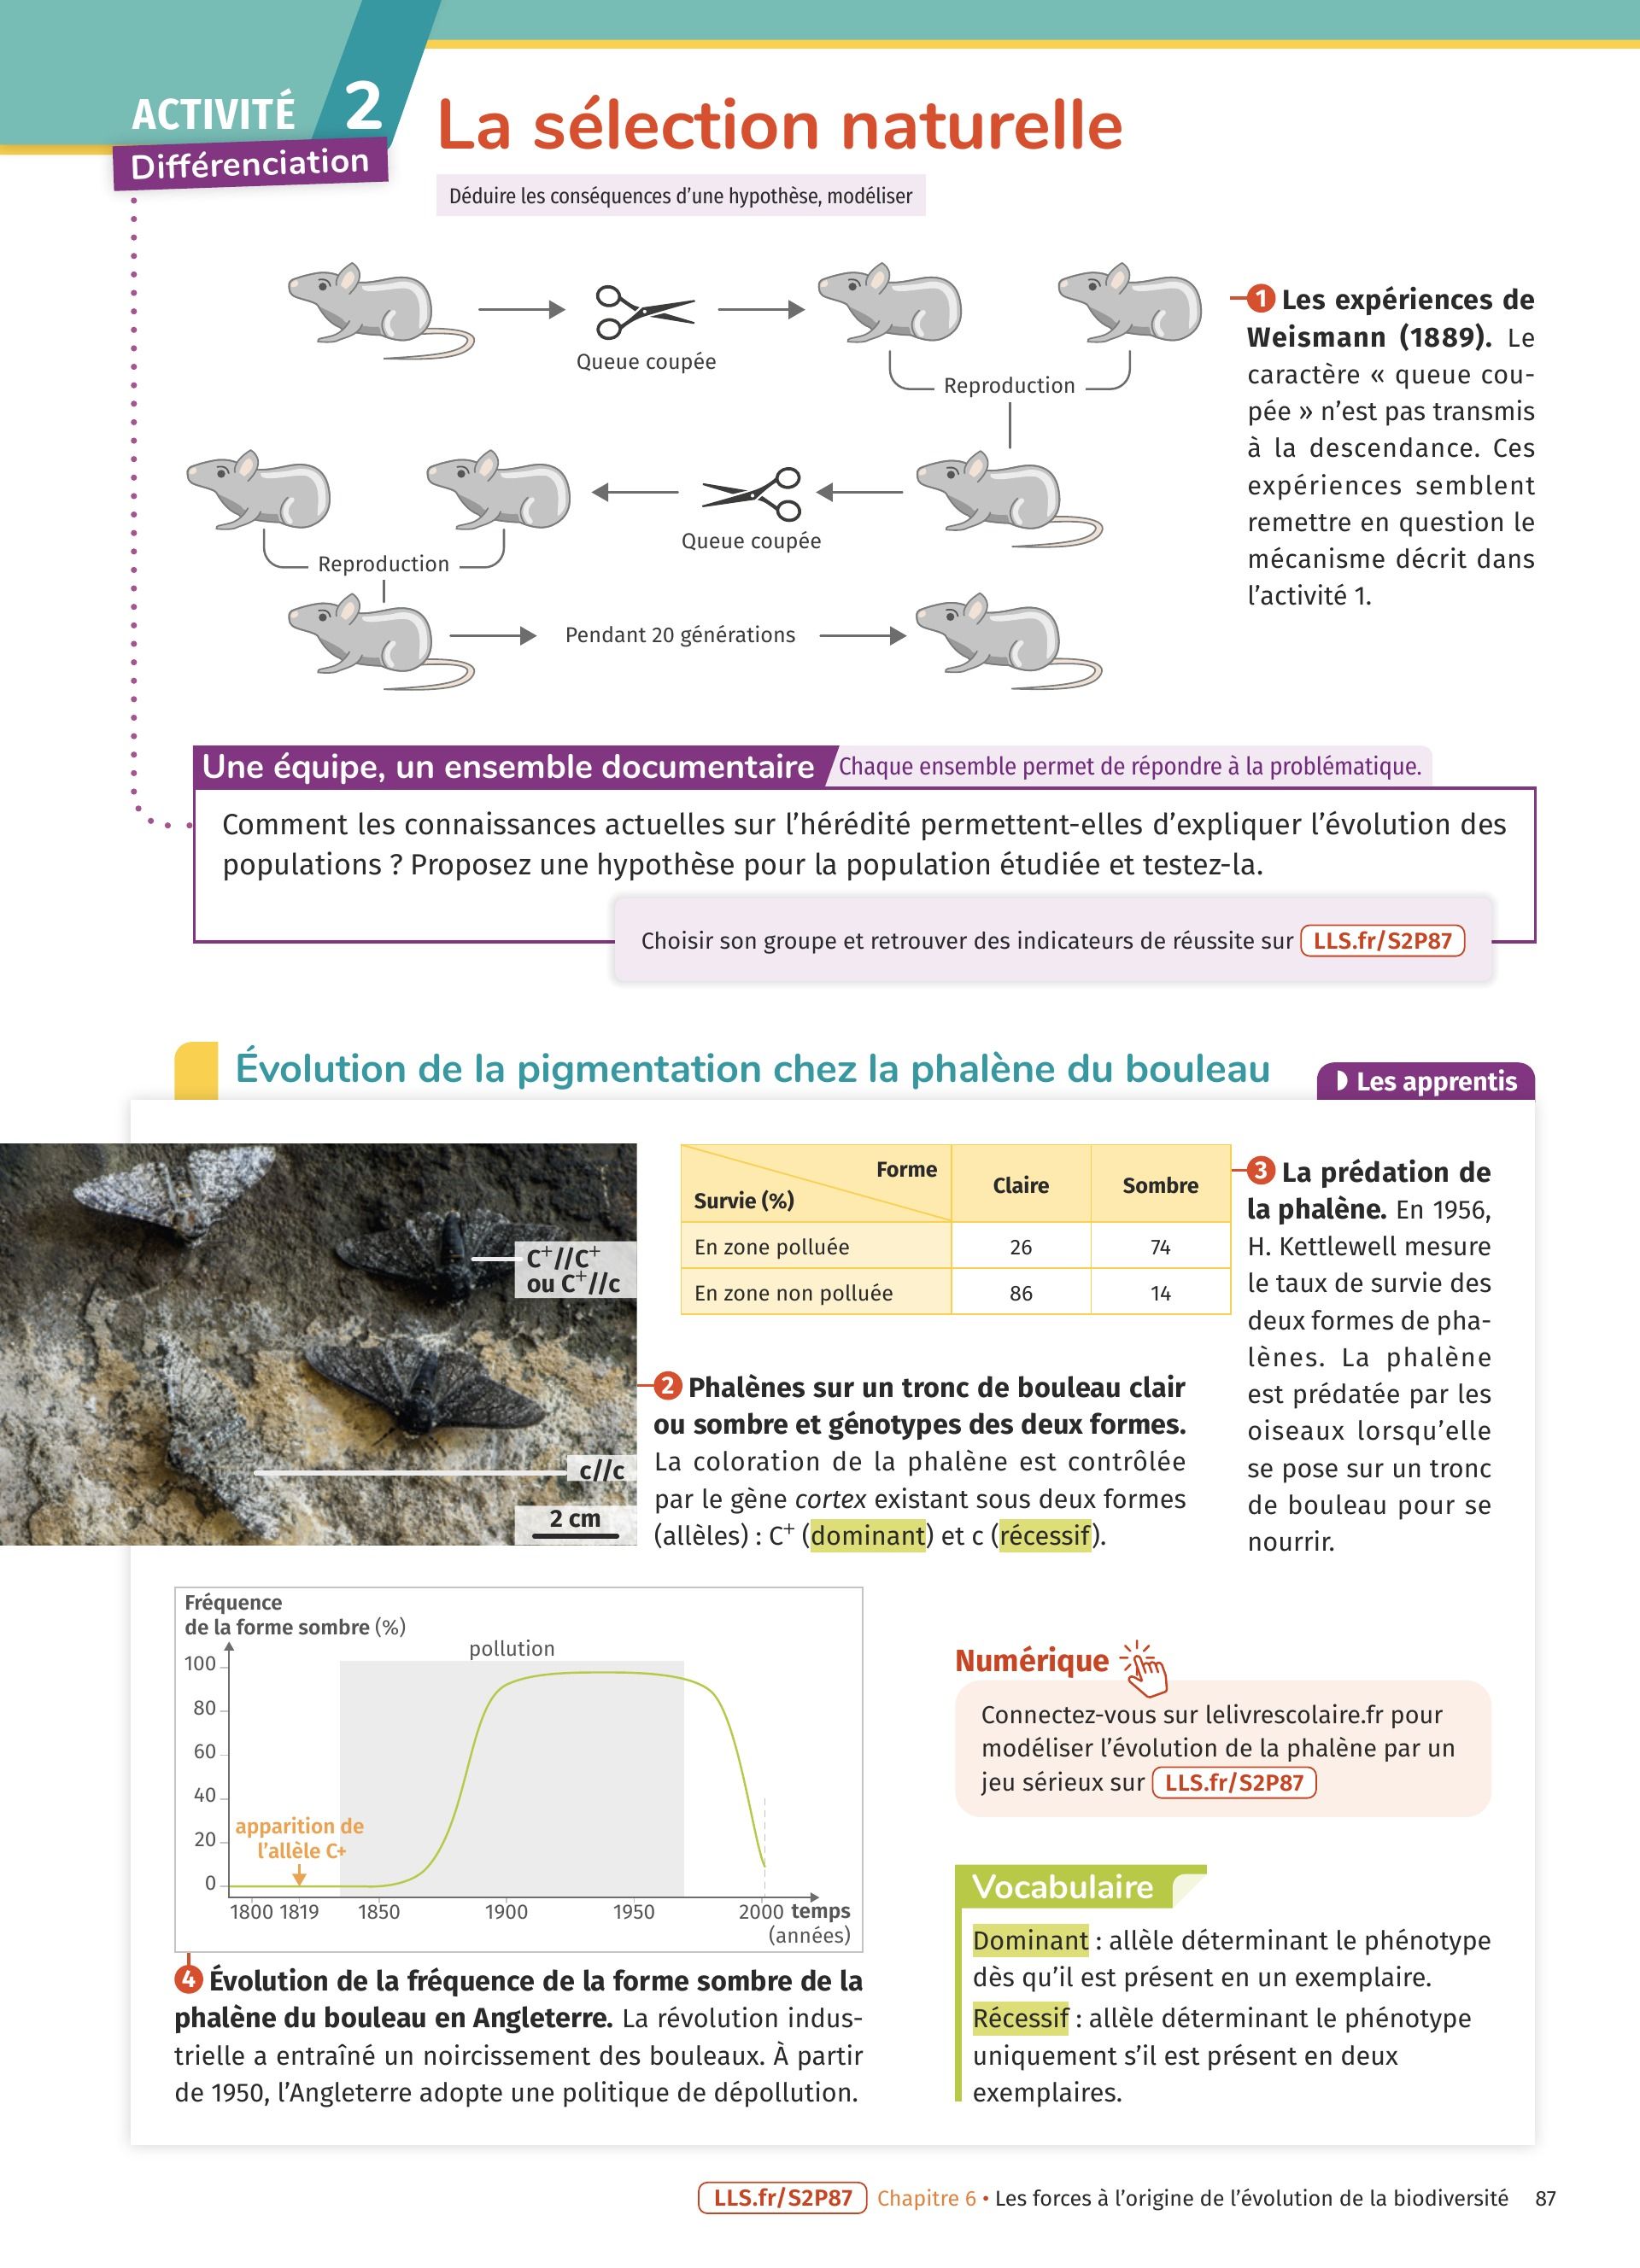 ACTIVITÉ 2
Différenciation
La sélection naturelle
Déduire les conséquences d'une hypothèse, modéliser
Queue coupée
Reproduction
Queue coupée
Reproduction
Pendant 20 générations
1 Les expériences de
Weismann (1889). Le
caractère « queue cou-
pée » n'est pas transmis
à la descendance. Ces
expériences semblent
remettre en question le
mécanisme décrit dans
l'activité 1.
Une équipe, un ensemble documentaire
Chaque ensemble permet de répondre à la problématique.
Comment les connaissances actuelles sur l'hérédité permettent-elles d'expliquer l'évolution des
populations ? Proposez une hypothèse pour la population étudiée et testez-la.
Choisir son groupe et retrouver des indicateurs de réussite sur LLS.fr/S2P87
Évolution de la pigmentation chez la phalène du bouleau
Les apprentis
C+//C+
ou C+//c
c//c
2 cm
Forme
Survie (%)
Claire
Sombre
En zone polluée 26 74
En zone non polluée 86 14
2 Phalènes sur un tronc de bouleau clair
ou sombre et génotypes des deux formes.
La coloration de la phalène est contrôlée
par le gène cortex existant sous deux formes
(allèles) : C+ (dominant) et c (récessif).
3 La prédation de
la phalène. En 1956,
H. Kettlewell mesure
le taux de survie des
deux formes de pha-
lènes. La phalène
est prédatée par les
oiseaux lorsqu'elle
se pose sur un tronc
de bouleau pour se
nourrir.
Fréquence
de la forme sombre (%)
pollution
100
80
60
40
20
0
apparition de
l'allèle C+
1800 1819 1850 1900 1950 2000 temps
(années)
4 Évolution de la fréquence de la forme sombre de la
phalène du bouleau en Angleterre. La révolution indus-
trielle a entraîné un noircissement des bouleaux. À partir
de 1950, l'Angleterre adopte une politique de dépollution.
Numérique
Connectez-vous sur lelivrescolaire.fr pour
modéliser l'évolution de la phalène par un
jeu sérieux sur LLS.fr/S2P87
Vocabulaire
Dominant : allèle déterminant le phénotype
dès qu'il est présent en un exemplaire.
Récessif : allèle déterminant le phénotype
uniquement s'il est présent en deux
exemplaires.
LLS.fr/S2P87 Chapitre 6 • Les forces à l'origine de l'évolution de la biodiversité 87